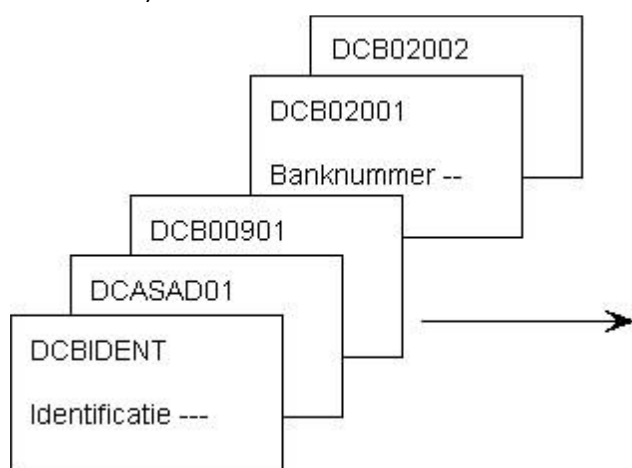 DCB02002
DCB02001
Banknummer --
DCB00901
DCASAD01
DCBIDENT
Identificatie ---